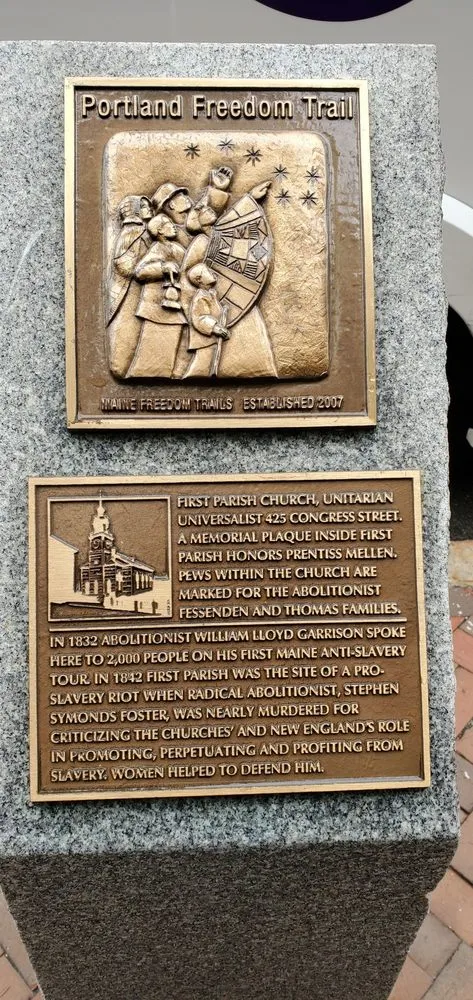 Portland Freedom Trail
MAINE FREEDOM TRAILS ESTABLISHED 2007
FIRST PARISH CHURCH, UNITARIAN
UNIVERSALIST 425 CONGRESS STREET.
A MEMORIAL PLAQUE INSIDE FIRST
PARISH HONORS PRENTISS MELLEN.
PEWS WITHIN THE CHURCH ARE
MARKED FOR THE ABOLITIONIST
FESSENDEN AND THOMAS FAMILIES.
IN 1832 ABOLITIONIST WILLIAM LLOYD GARRISON SPOKE
HERE TO 2,000 PEOPLE ON HIS FIRST MAINE ANTI-SLAVERY
TOUR. IN 1842 FIRST PARISH WAS THE SITE OF A PRO-
SLAVERY RIOT WHEN RADICAL ABOLITIONIST, STEPHEN
SYMONDS FOSTER, WAS NEARLY MURDERED FOR
CRITICIZING THE CHURCHES' AND NEW ENGLAND'S ROLE
IN PROMOTING, PERPETUATING AND PROFITING FROM
SLAVERY. WOMEN HELPED TO DEFEND HIM.